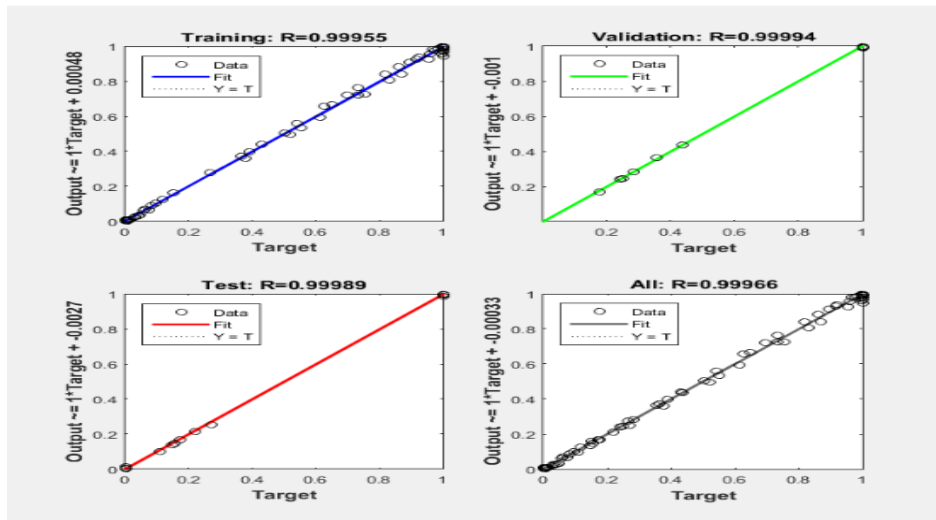 Training: R=0.99955
Output ~= 1*Target + 0.00048
1
0.8
0.6
0.4
0.2
0
Data
Fit
Y = T
0
0.2
0.4
0.6
0.8
1
Target
Validation: R=0.99994
Output ~= 1*Target + -0.001
1
0.8
0.6
0.4
0.2
Data
Fit
Y = T
0.2
0.4
0.6
0.8
1
Target
Test: R=0.99989
Output ~= 1*Target + -0.0027
1
0.8
0.6
0.4
0.2
0
Data
Fit
Y = T
0
0.2
0.4
0.6
0.8
1
Target
All: R=0.99966
Output ~= 1*Target + -0.00033
1
0.8
0.6
0.4
0.2
0
Data
Fit
Y = T
0
0.2
0.4
0.6
0.8
1
Target